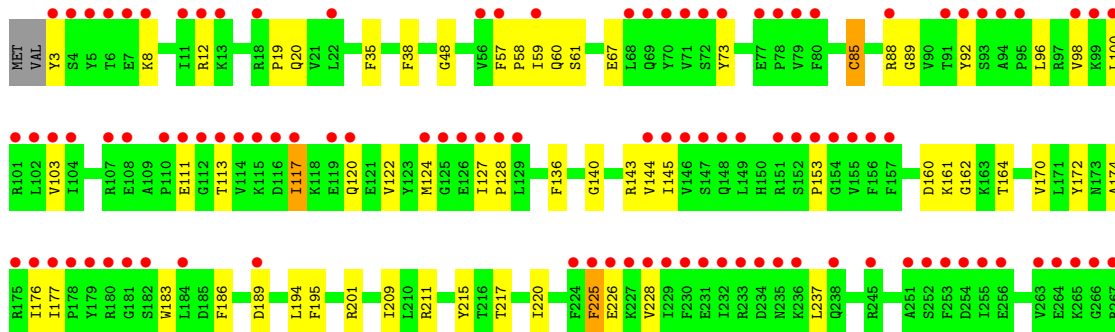 MET VAL Y3 S4 Y5 T6 E7 K8 I11 R12 K13 R18 P19 Q20 V21 L22 F35 F38 G48 V56 F57 P58 I59 Q60 S61 E67 L68 Q69 Y70 V71 S72 Y73 E77 P78 V79 F80 C85 R88 G89 V90 T91 Y92 S93 A94 P95 L96 R97 V98 K99 L100
R101 L102 V103 I104 R107 E108 A109 P110 E111 G112 T113 V114 K115 D116 I117 K118 E119 Q120 E121 V122 Y123 M124 G125 E126 I127 P128 L129 F136 G140 R143 V144 I145 V146 S147 Q148 L149 H150 R151 S152 P153 G154 V155 F156 F157 D160 K161 G162 K163 T164 V170 L171 Y172 N173 A174
R175 I176 I177 P178 Y179 R180 G181 S182 W183 L184 D185 F186 D189 L194 F195 R201 I209 L210 R211 Y215 T216 T217 I220 F224 F225 E226 K227 V228 I229 F230 E231 I232 R233 D234 N235 K236 L237 Q238 R245 A251 S252 F253 D254 I255 E256 V263 E264 K265 G266